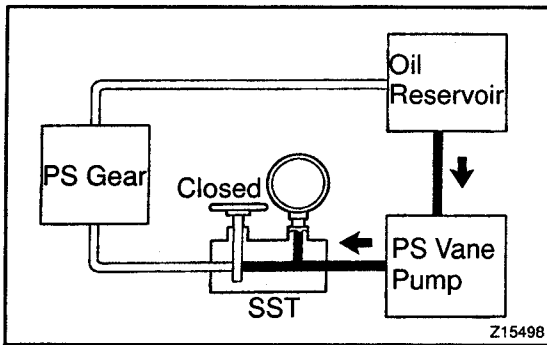 Oil
Reservoir
PS Gear
Closed
PS Vane
Pump
SST
Z15498